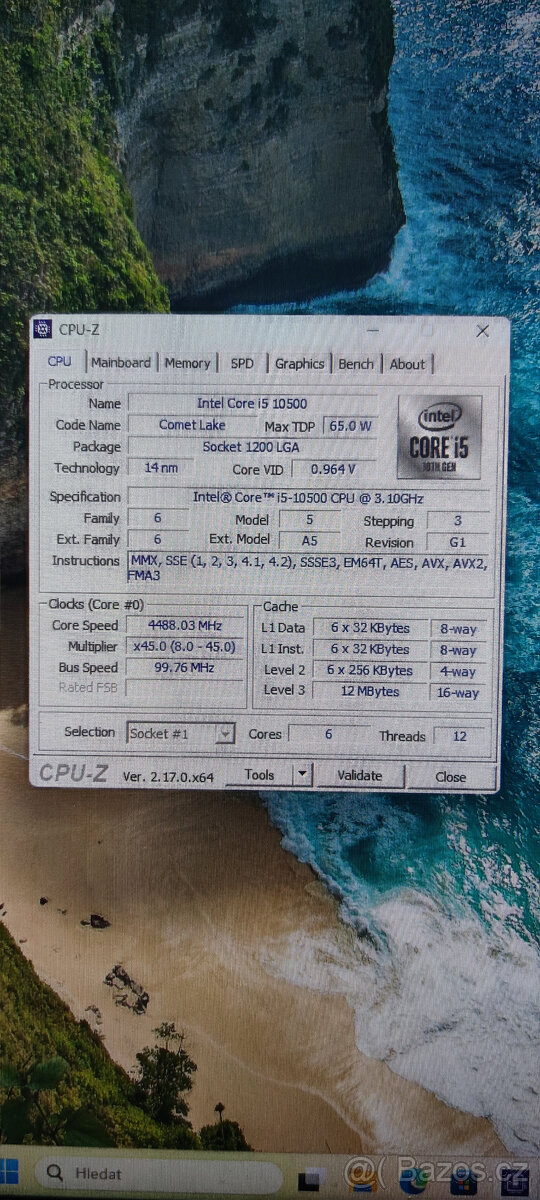 CPU-Z
CPU Mainboard Memory SPD Graphics Bench About
Processor
Name Intel Core i5 10500
Code Name Comet Lake Max TDP 65.0 W
Package Socket 1200 LGA
Technology 14 nm Core VID 0.964 V
intel
CORE i5
10TH GEN
Specification Intel® Core™ i5-10500 CPU @ 3.10GHz
Family 6 Model 5 Stepping 3
Ext. Family 6 Ext. Model A5 Revision G1
Instructions MMX, SSE (1, 2, 3, 4.1, 4.2), SSSE3, EM64T, AES, AVX, AVX2,
FMA3
Clocks (Core #0)
Core Speed 4488.03 MHz
Multiplier x45.0 (8.0 - 45.0)
Bus Speed 99.76 MHz
Rated FSB
Cache
L1 Data 6 x 32 KBytes 8-way
L1 Inst. 6 x 32 KBytes 8-way
Level 2 6 x 256 KBytes 4-way
Level 3 12 MBytes 16-way
Selection Socket #1 Cores 6 Threads 12
CPU-Z Ver. 2.17.0.x64 Tools Validate Close
Hledat
@( Bazos.cz